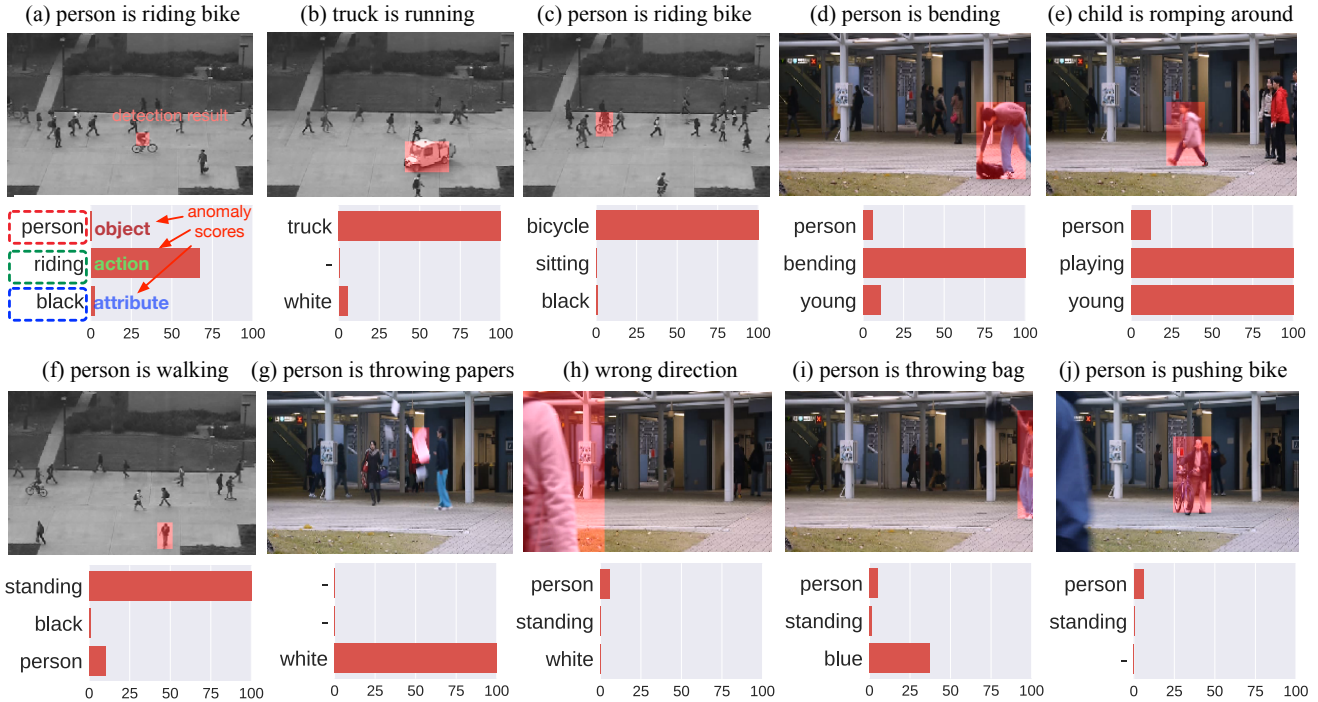 (a) person is riding bike
(b) truck is running
(c) person is riding bike
(d) person is bending
(e) child is romping around
detection result
person
object
anomaly
scores
riding
action
black
attribute
0 25 50 75 100
truck
-
white
0 25 50 75 100
bicycle
sitting
black
0 25 50 75 100
person
bending
young
0 25 50 75 100
person
playing
young
0 25 50 75 100
(f) person is walking
(g) person is throwing papers
(h) wrong direction
(i) person is throwing bag
(j) person is pushing bike
standing
black
person
0 25 50 75 100
-
-
white
0 25 50 75 100
person
standing
white
0 25 50 75 100
person
standing
blue
0 25 50 75 100
person
standing
-
0 25 50 75 100